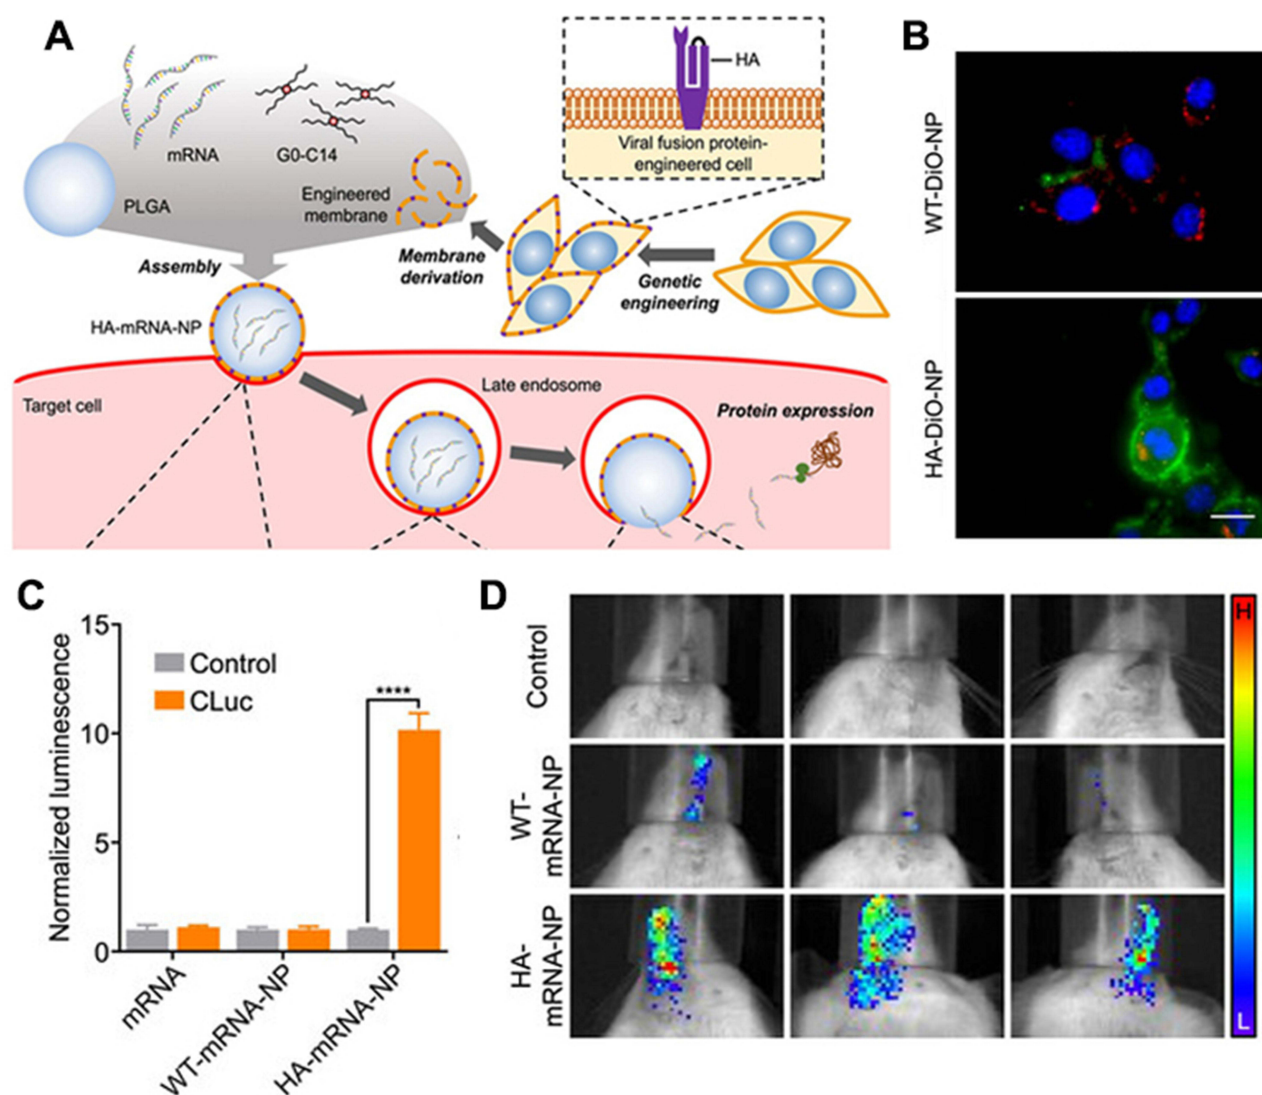 A
HA
Viral fusion protein-
engineered cell
mRNA
G0-C14
PLGA
Engineered
membrane
Assembly
Membrane
derivation
Genetic
engineering
HA-mRNA-NP
Target cell
Late endosome
Protein expression
B
WT-DiO-NP
HA-DiO-NP
C
Normalized luminescence
15
10
5
0
Control
CLuc
****
mRNA
WT-mRNA-NP
HA-mRNA-NP
D
Control
WT-
mRNA-NP
HA-
mRNA-NP
H
L